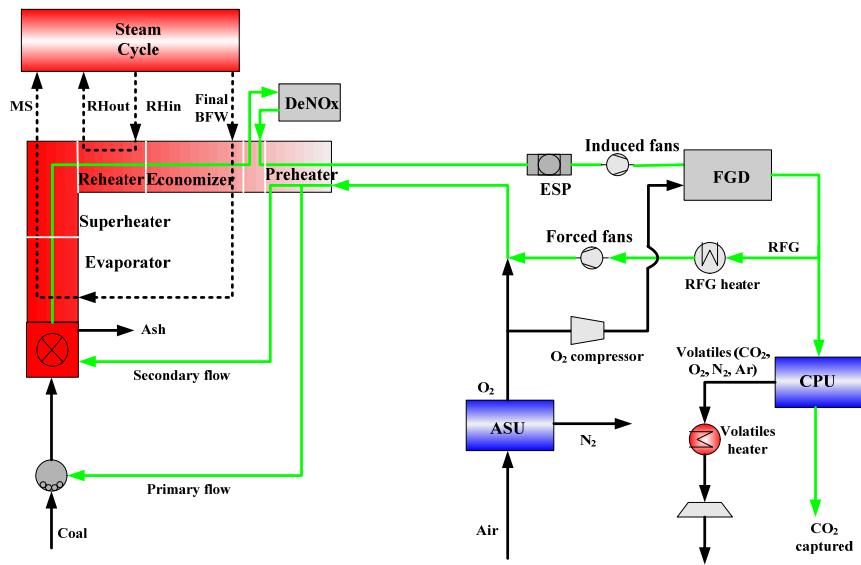 Steam
Cycle
MS
RHout
RHin
Final
BFW
DeNOx
Reheater
Economizer
Preheater
Superheater
Evaporator
Ash
Secondary flow
Primary flow
Coal
ESP
Induced fans
FGD
Forced fans
RFG
RFG heater
O₂ compressor
O₂
ASU
N₂
Air
Volatiles (CO₂,
O₂, N₂, Ar)
CPU
Volatiles
heater
CO₂
captured